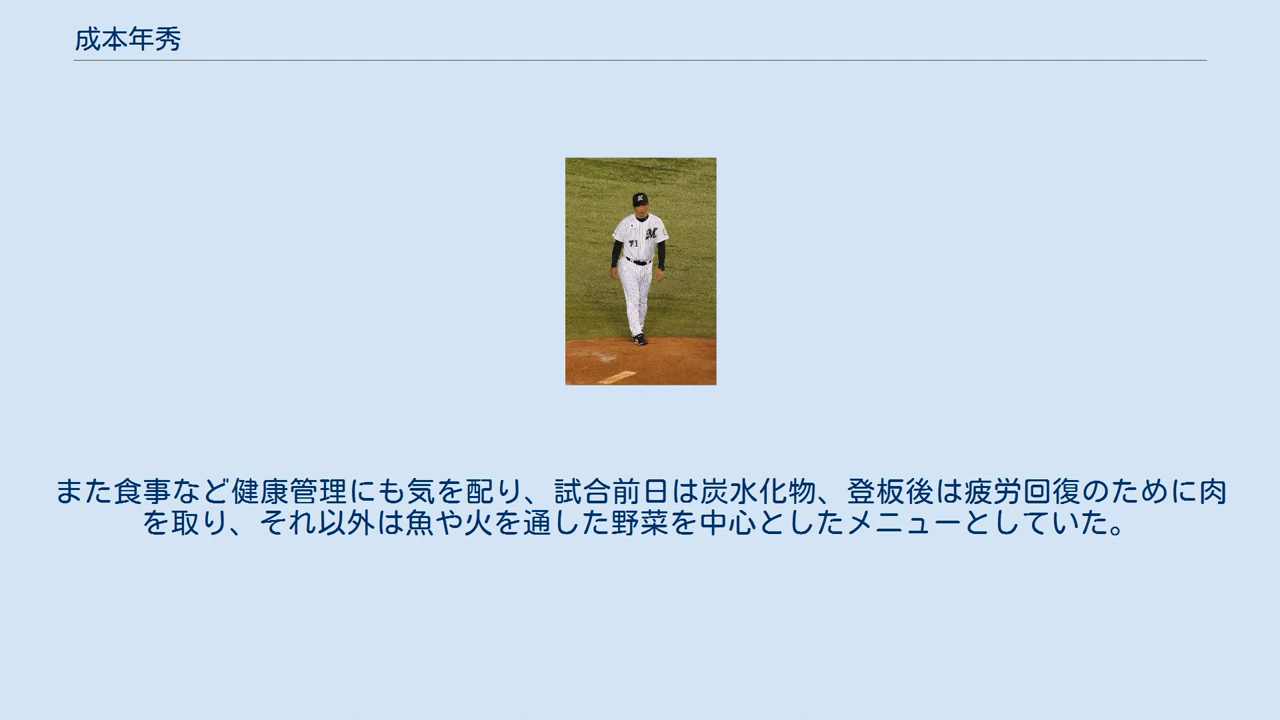 成本年秀
M
71
また食事など健康管理にも気を配り、試合前日は炭水化物、登板後は疲労回復のために肉
を取り、それ以外は魚や火を通した野菜を中心としたメニューとしていた。